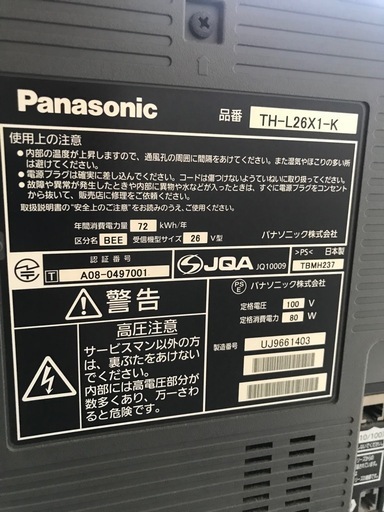 Panasonic 品番 TH-L26X1-K
使用上の注意
●内部の温度が上昇しますので、通風孔の周囲に間隔をあけてください。また湿気やほこりの多い所
は避けてください。
●電源プラグは確実に差し込んでください。コードは傷つけないようていねいに取り扱ってください。
●故障や異常が発生したときや内部に異物や水などが入ったときは、すぐに電源プラグをコンセント
から抜いて、販売店に修理をご依頼ください。
取扱説明書の“安全上のご注意”をお読みのうえ、ご使用ください。
年間消費電力量 72 kWh/年
区分名 BEE 受信機型サイズ 26 V型 パナソニック株式会社
認証番号
T A08-0497001
JQA JQ10009
>PS< 日本製
TBMH237
警告
高圧注意
サービスマン以外の方
は、裏ぶたをあけないで
ください。
内部には高電圧部分が
数多くあり、万一さわ
ると危険です。
PS
E
パナソニック株式会社
定格電圧 100 V
定格消費電力 80 W
製造番号 UJ9661403